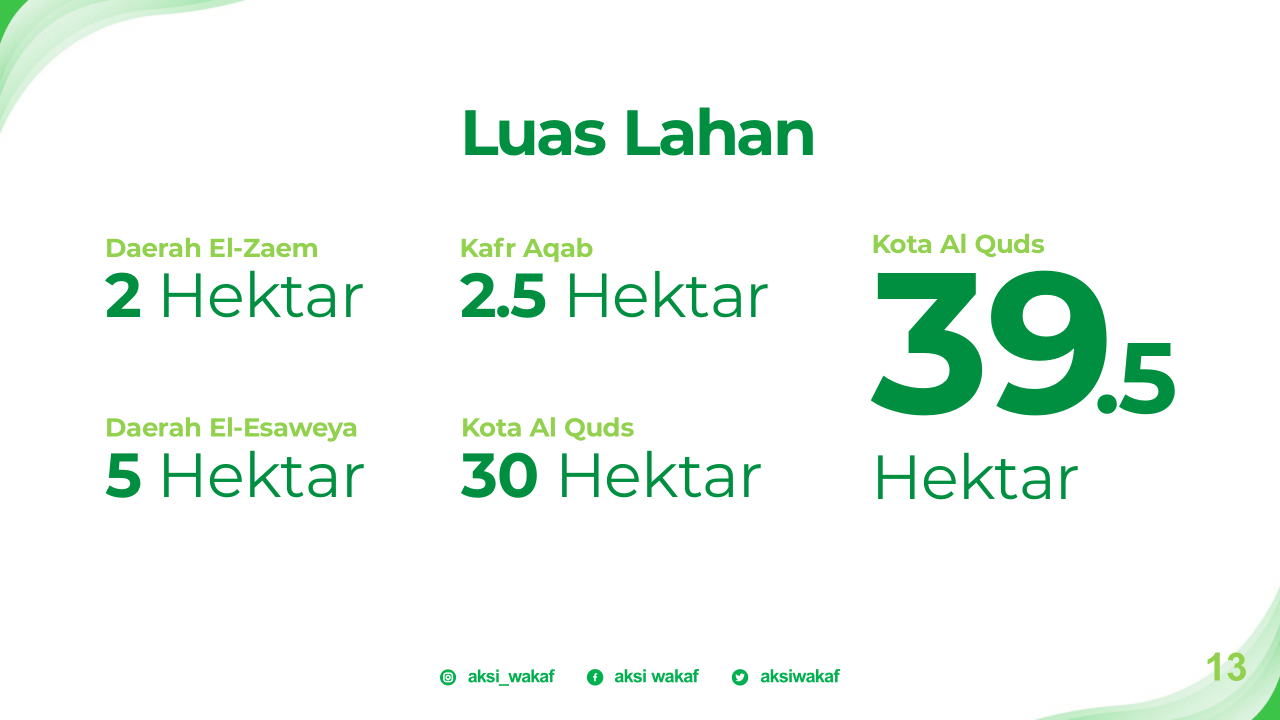 Luas Lahan
Daerah El-Zaem
2 Hektar
Kafr Aqab
2.5 Hektar
Daerah El-Esaweya
5 Hektar
Kota Al Quds
30 Hektar
Kota Al Quds
39.5
Hektar
aksi_wakaf aksi wakaf aksiwakaf
13